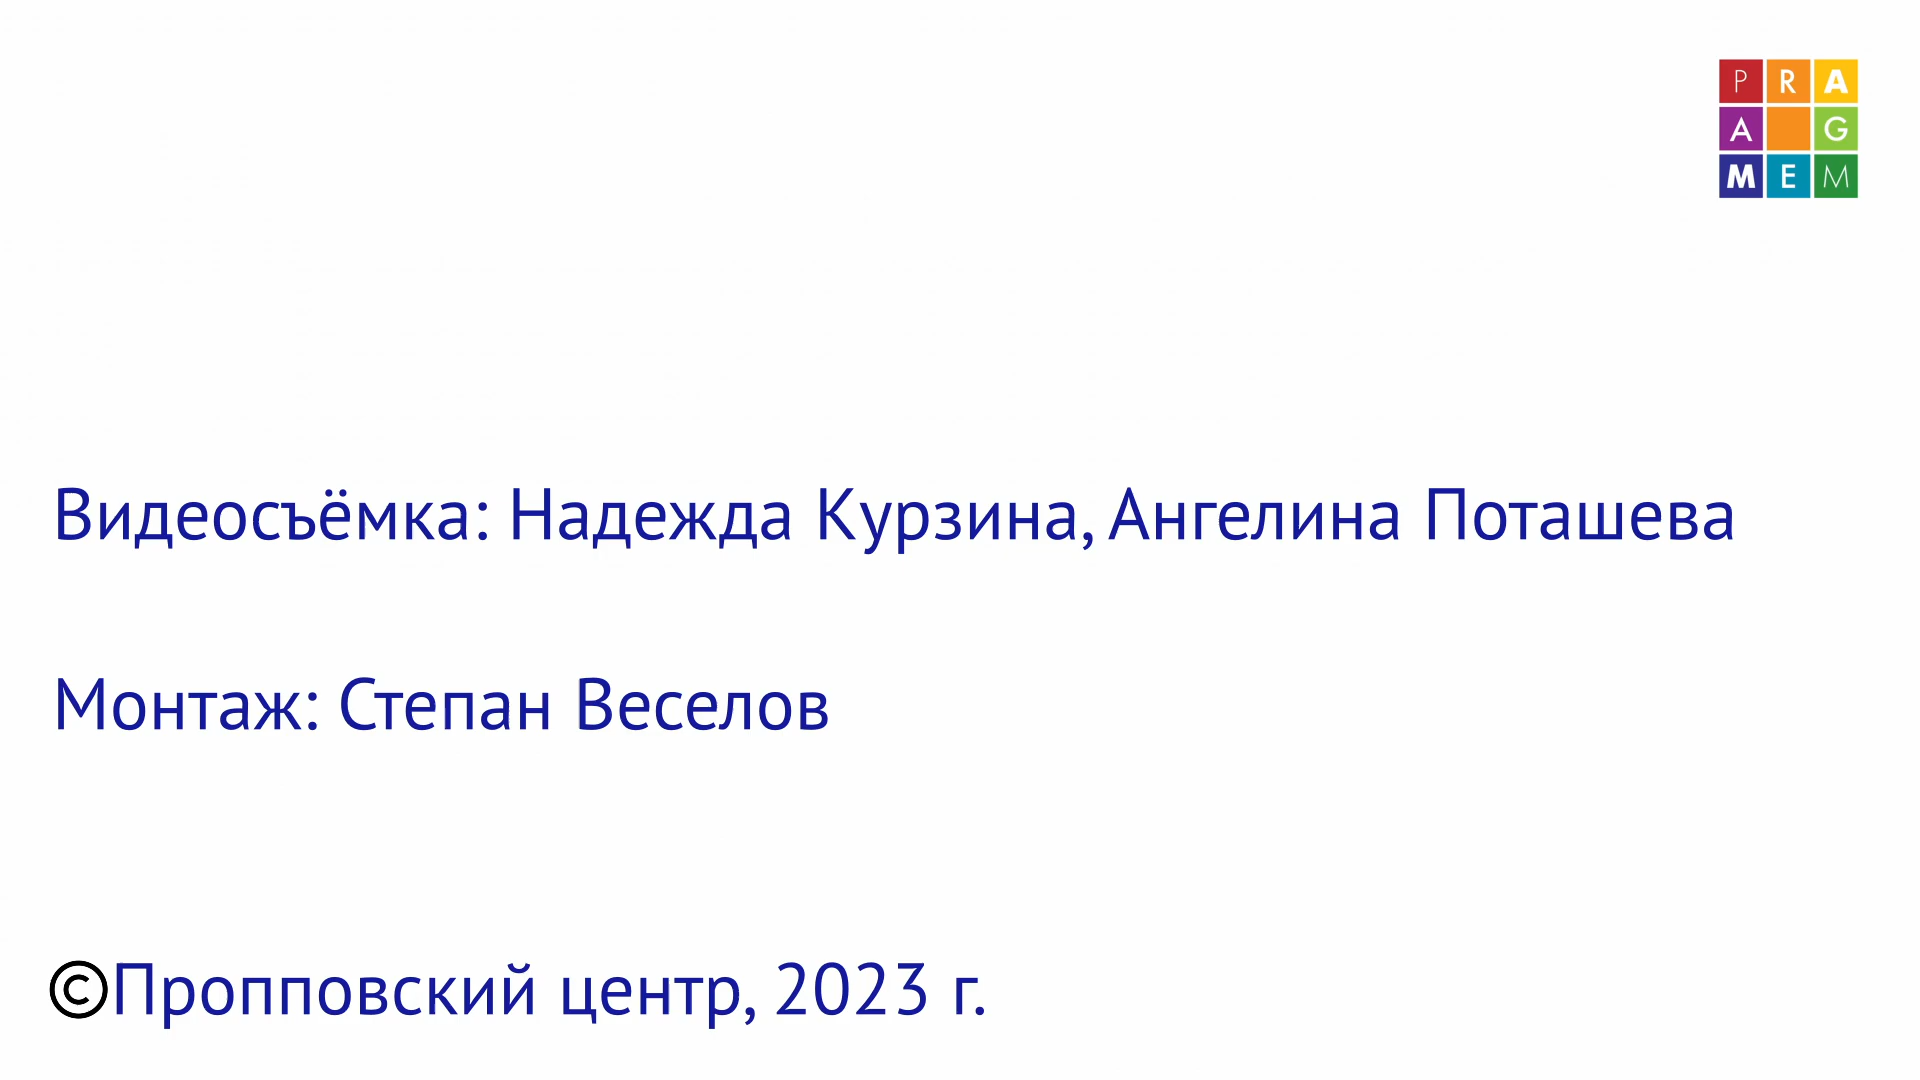 P R A
A G
M E M
Видеосъёмка: Надежда Курзина, Ангелина Поташева
Монтаж: Степан Веселов
©Пропповский центр, 2023 г.